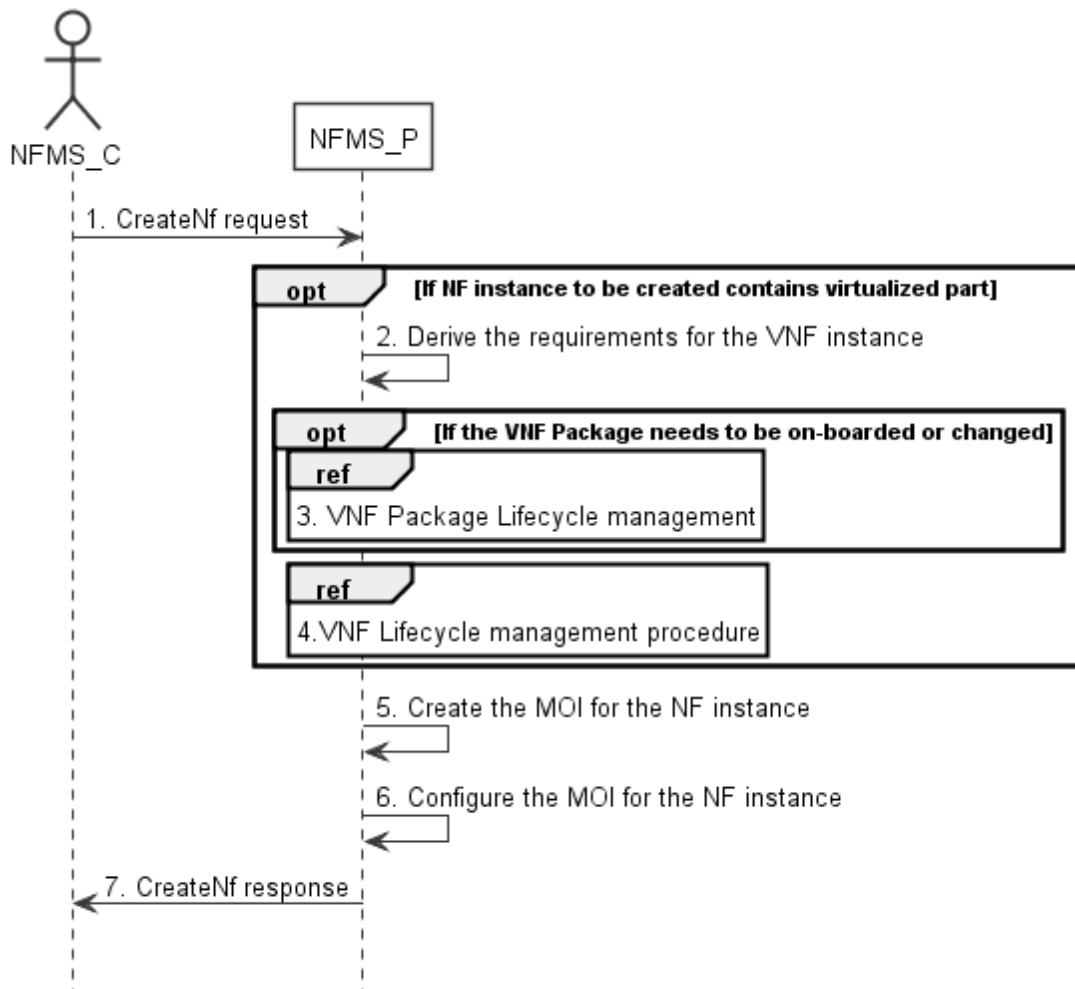 NFMS_C
NFMS_P
1. CreateNf request
opt [If NF instance to be created contains virtualized part]
2. Derive the requirements for the VNF instance
opt [If the VNF Package needs to be on-boarded or changed]
ref
3. VNF Package Lifecycle management
ref
4.VNF Lifecycle management procedure
5. Create the MOI for the NF instance
6. Configure the MOI for the NF instance
7. CreateNf response